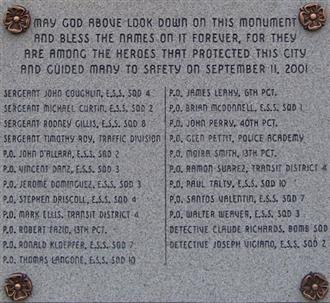 MAY GOD ABOVE LOOK DOWN ON THIS MONUMENT
AND BLESS THE NAMES ON IT FOREVER, FOR THEY
ARE AMONG THE HEROES THAT PROTECTED THIS CITY
AND GUIDED MANY TO SAFETY ON SEPTEMBER 11, 2001
SERGEANT JOHN COUGHLIN, E.S.S. SQD 4
SERGEANT MICHAEL CURTIN, E.S.S. SQD 2
SERGEANT RODNEY GILLIS, E.S.S. SQD 8
SERGEANT TIMOTHY ROY, TRAFFIC DIVISION
P.O. JOHN D'ALLARA, E.S.S. SQD 2
P.O. VINCENT DANZ, E.S.S. SQD 3
P.O. JEROME DOMINGUEZ, E.S.S. SQD 3
P.O. STEPHEN DRISCOLL, E.S.S. SQD 4
P.O. MARK ELLIS, TRANSIT DISTRICT 4
P.O. ROBERT FAZIO, 13TH PCT.
P.O. RONALD KLOEPFER, E.S.S. SQD 7
P.O. THOMAS LANGONE, E.S.S. SQD 10
P.O. JAMES LEAHY, 6TH PCT.
P.O. BRIAN MCDONNELL, E.S.S. SQD 1
P.O. JOHN PERRY, 40TH PCT.
P.O. GLEN PETTIT, POLICE ACADEMY
P.O. MOIRA SMITH, 13TH PCT.
P.O. RAMON SUAREZ, TRANSIT DISTRICT 4
P.O. PAUL TALTY, E.S.S. SQD 10
P.O. SANTOS VALENTIN, E.S.S. SQD 7
P.O. WALTER WEAVER, E.S.S. SQD 3
DETECTIVE CLAUDE RICHARDS, BOMB SQD
DETECTIVE JOSEPH VIGIANO, E.S.S. SQD 2